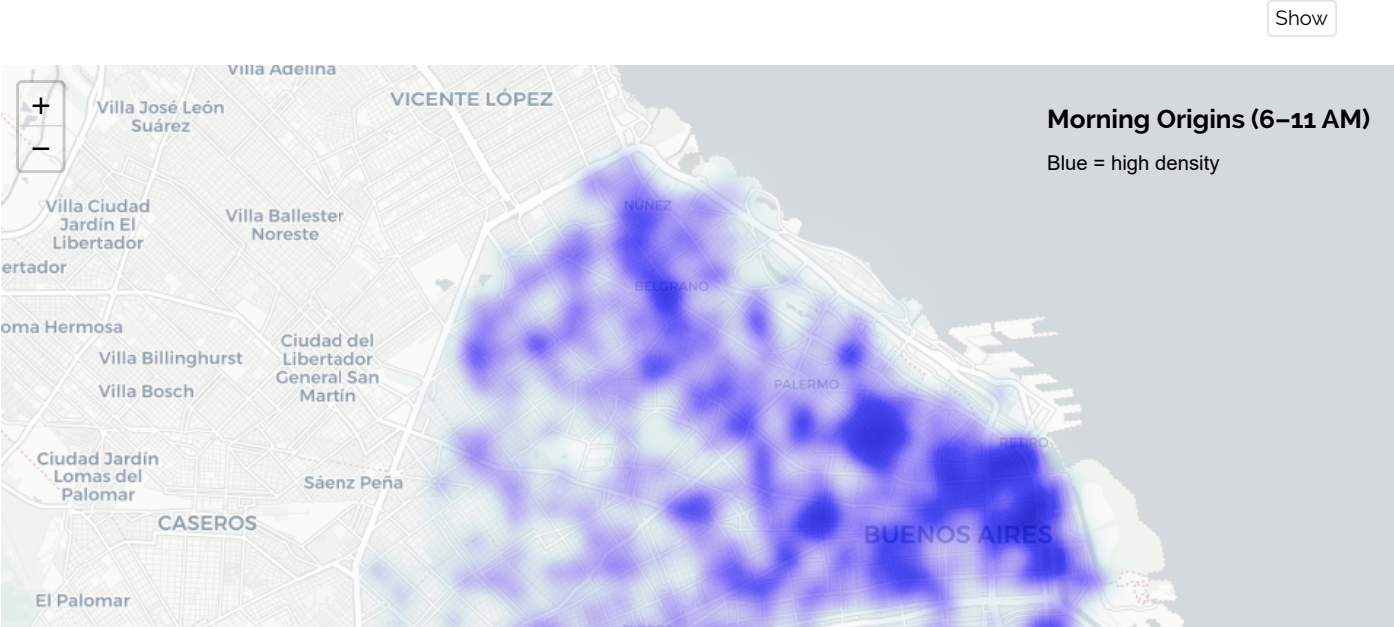 Show
Villa Adelina
+
−
Villa José León
Suárez
VICENTE LÓPEZ
Morning Origins (6–11 AM)
Blue = high density
Villa Ciudad
Jardín El
Libertador
Villa Ballester
Noreste
NÚÑEZ
ertador
BELGRANO
oma Hermosa
Ciudad del
Libertador
General San
Martín
Villa Billinghurst
Villa Bosch
PALERMO
RETIRO
Ciudad Jardín
Lomas del
Palomar
Sáenz Peña
CASEROS
BUENOS AIRES
El Palomar